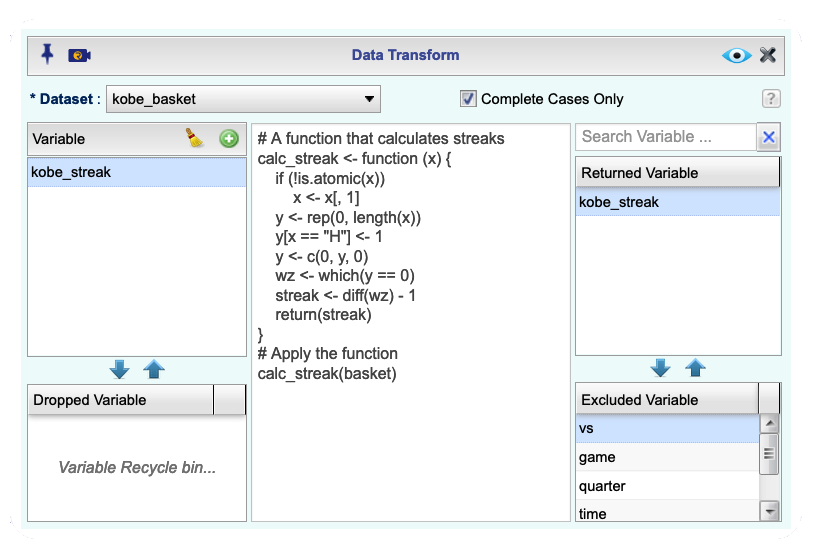 Data Transform
* Dataset : kobe_basket Complete Cases Only ?
Variable
kobe_streak
Dropped Variable
Variable Recycle bin...
# A function that calculates streaks
calc_streak <- function (x) {
    if (!is.atomic(x))
        x <- x[, 1]
    y <- rep(0, length(x))
    y[x == "H"] <- 1
    y <- c(0, y, 0)
    wz <- which(y == 0)
    streak <- diff(wz) - 1
    return(streak)
}
# Apply the function
calc_streak(basket)
Search Variable ...
Returned Variable
kobe_streak
Excluded Variable
vs
game
quarter
time